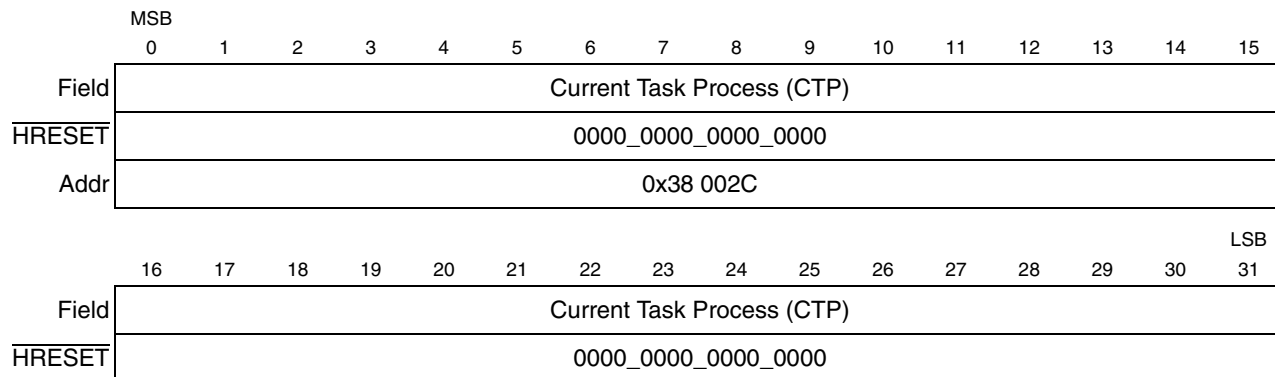 MSB
0 1 2 3 4 5 6 7 8 9 10 11 12 13 14 15
Field Current Task Process (CTP)
HRESET 0000_0000_0000_0000
Addr 0x38 002C
LSB
16 17 18 19 20 21 22 23 24 25 26 27 28 29 30 31
Field Current Task Process (CTP)
HRESET 0000_0000_0000_0000